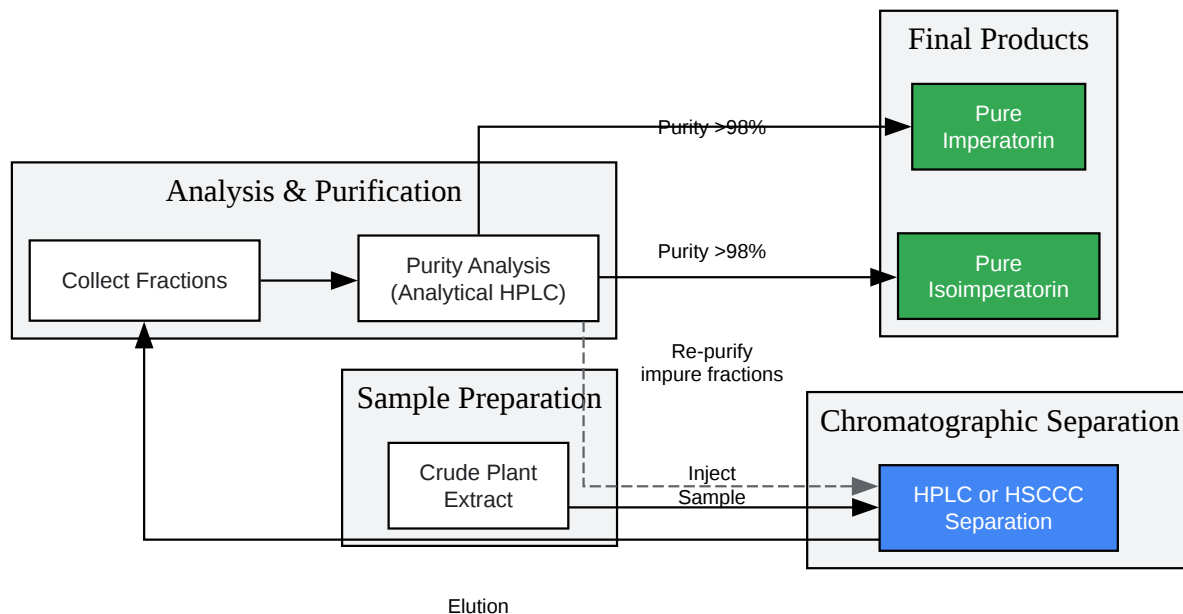 Final Products
Pure
Imperatorin
Purity >98%
Analysis & Purification
Collect Fractions
Purity Analysis
(Analytical HPLC)
Purity >98%
Pure
Isoimperatorin
Re-purify
impure fractions
Sample Preparation
Crude Plant
Extract
Inject
Sample
Chromatographic Separation
HPLC or HSCCC
Separation
Elution